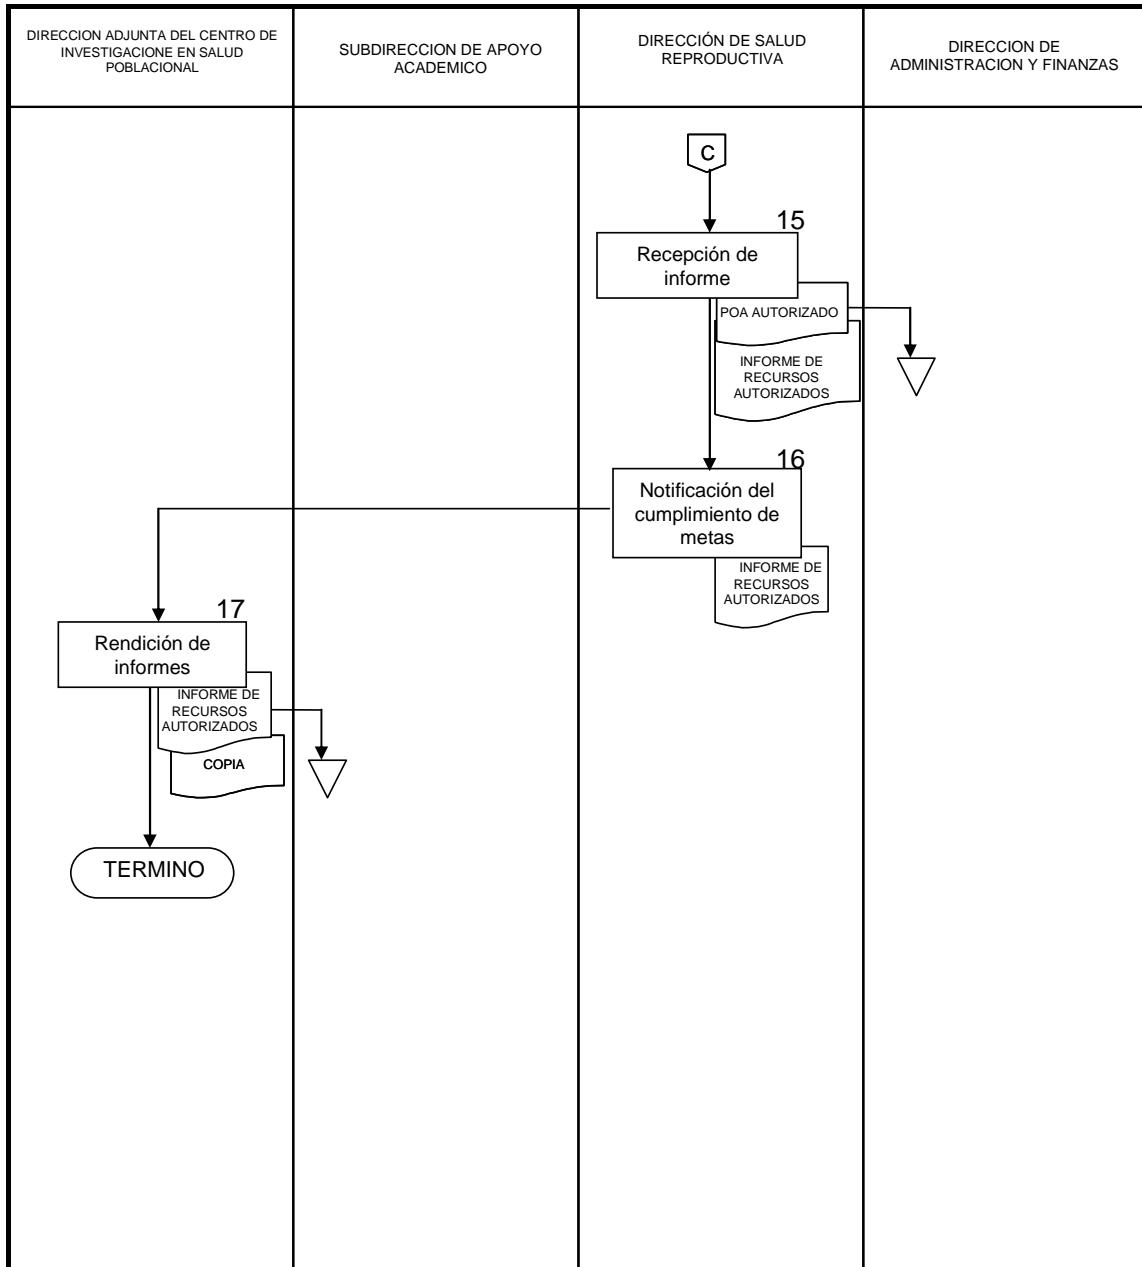 DIRECCION ADJUNTA DEL CENTRO DE
INVESTIGACIONE EN SALUD
POBLACIONAL
SUBDIRECCION DE APOYO
ACADEMICO
DIRECCIÓN DE SALUD
REPRODUCTIVA
DIRECCION DE
ADMINISTRACION Y FINANZAS
C
15
Recepción de
informe
POA AUTORIZADO
INFORME DE
RECURSOS
AUTORIZADOS
16
Notificación del
cumplimiento de
metas
INFORME DE
RECURSOS
AUTORIZADOS
17
Rendición de
informes
INFORME DE
RECURSOS
AUTORIZADOS
COPIA
TERMINO